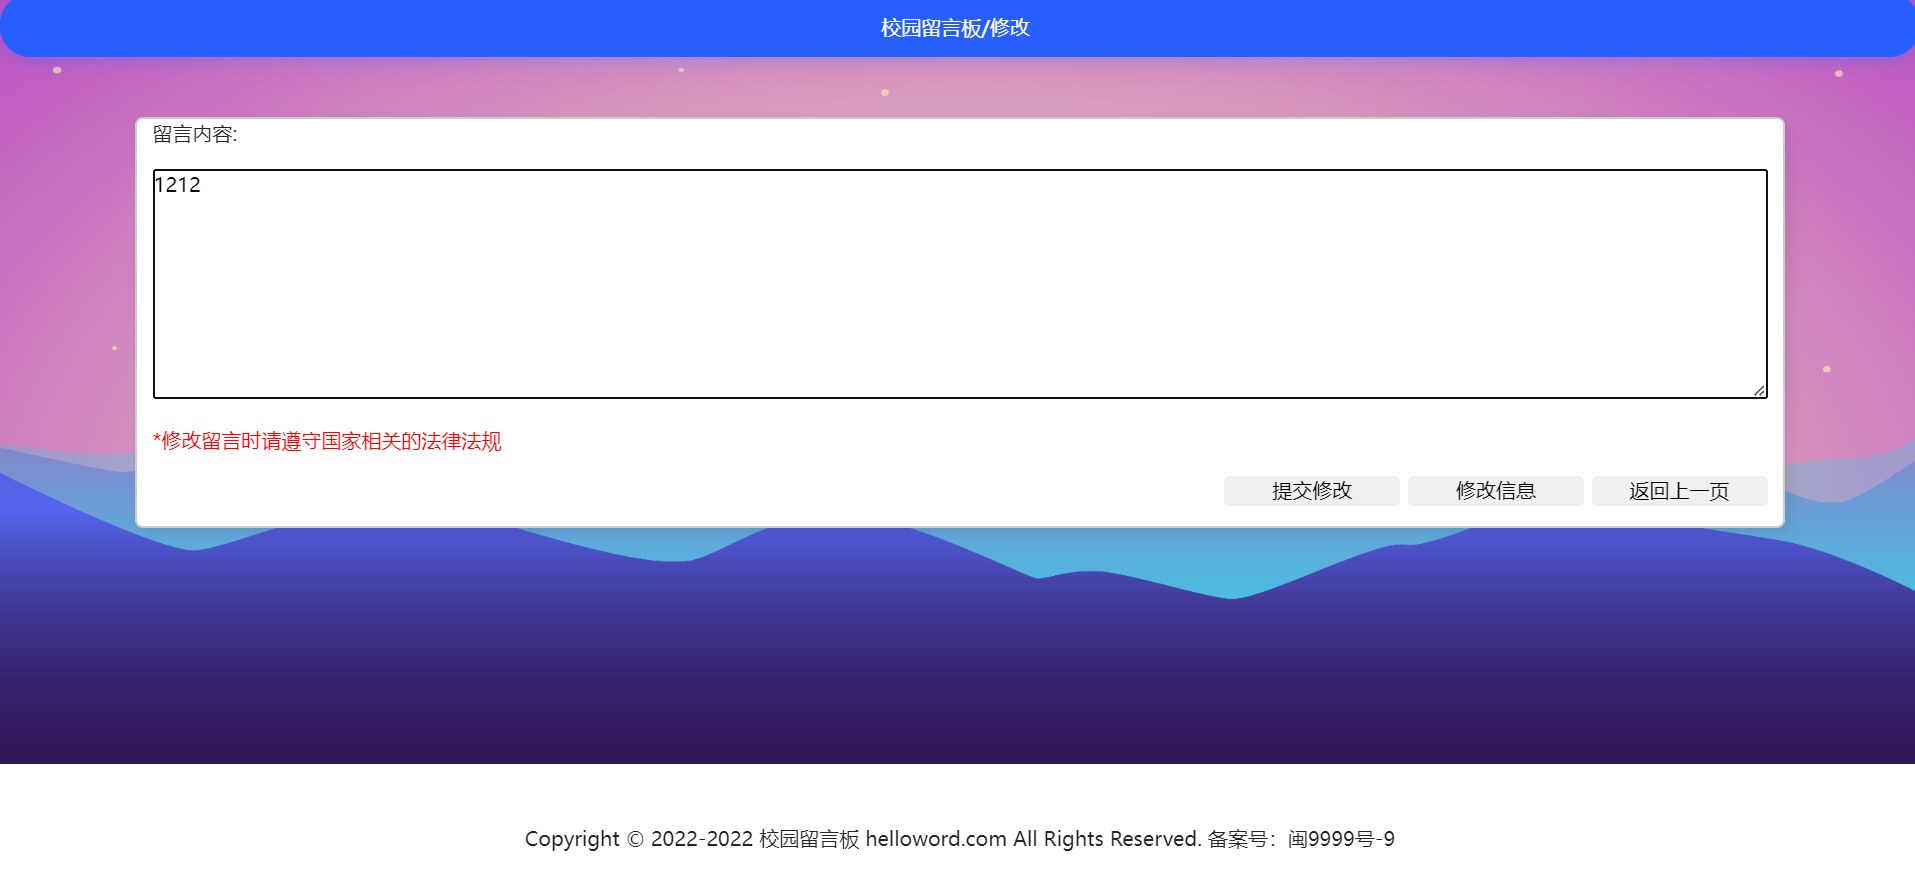 校园留言板/修改
留言内容:
1212
*修改留言时请遵守国家相关的法律法规
提交修改 修改信息 返回上一页
Copyright © 2022-2022 校园留言板 helloword.com All Rights Reserved. 备案号：闽9999号-9